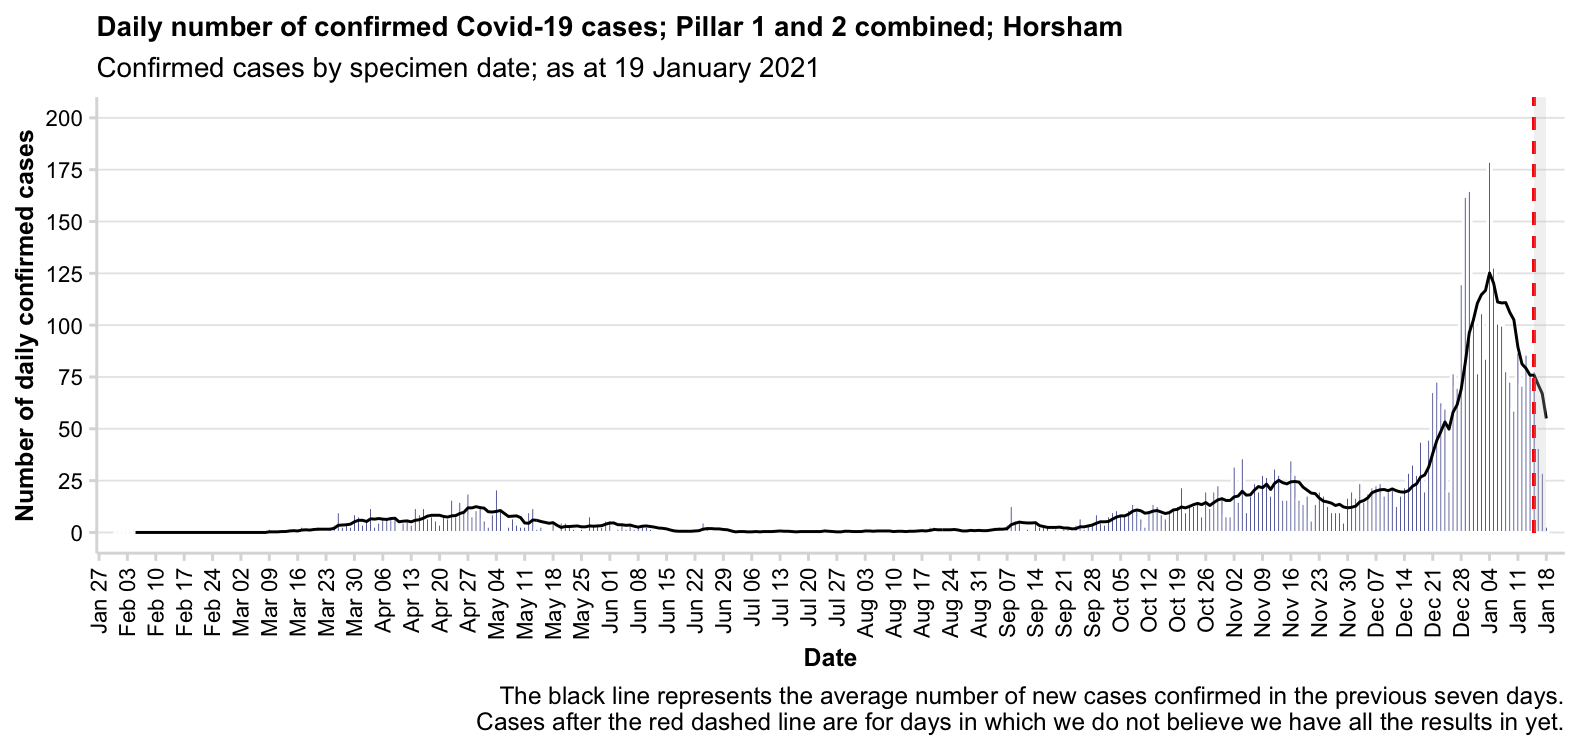 Daily number of confirmed Covid-19 cases; Pillar 1 and 2 combined; Horsham
Confirmed cases by specimen date; as at 19 January 2021
Number of daily confirmed cases
200
175
150
125
100
75
50
25
0
Jan 27
Feb 03
Feb 10
Feb 17
Feb 24
Mar 02
Mar 09
Mar 16
Mar 23
Mar 30
Apr 06
Apr 13
Apr 20
Apr 27
May 04
May 11
May 18
May 25
Jun 01
Jun 08
Jun 15
Jun 22
Jun 29
Jul 06
Jul 13
Jul 20
Jul 27
Aug 03
Aug 10
Aug 17
Aug 24
Aug 31
Sep 07
Sep 14
Sep 21
Sep 28
Oct 05
Oct 12
Oct 19
Oct 26
Nov 02
Nov 09
Nov 16
Nov 23
Nov 30
Dec 07
Dec 14
Dec 21
Dec 28
Jan 04
Jan 11
Jan 18
Date
The black line represents the average number of new cases confirmed in the previous seven days.
Cases after the red dashed line are for days in which we do not believe we have all the results in yet.